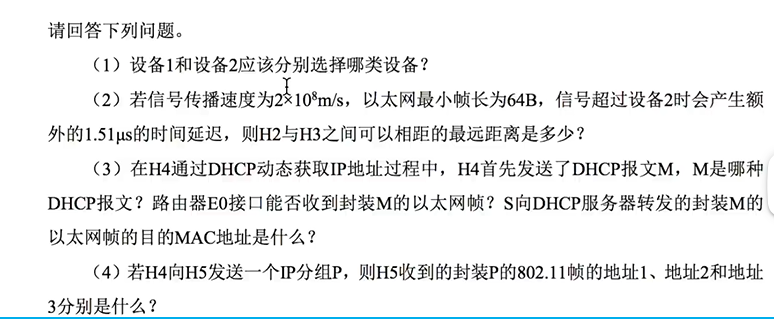 请回答下列问题。
（1）设备1和设备2应该分别选择哪类设备？
（2）若信号传播速度为2×10⁸m/s，以太网最小帧长为64B，信号超过设备2时会产生额
外的1.51μs的时间延迟，则H2与H3之间可以相距的最远距离是多少？
（3）在H4通过DHCP动态获取IP地址过程中，H4首先发送了DHCP报文M，M是哪种
DHCP报文？路由器E0接口能否收到封装M的以太网帧？S向DHCP服务器转发的封装M的
以太网帧的目的MAC地址是什么？
（4）若H4向H5发送一个IP分组P，则H5收到的封装P的802.11帧的地址1、地址2和地址
3分别是什么？